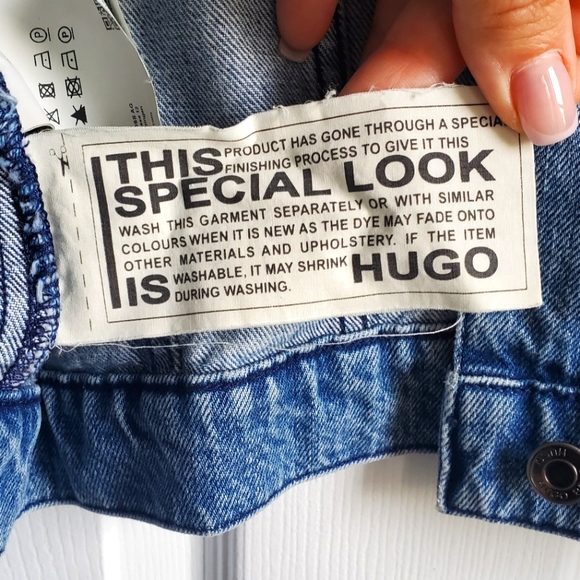 THIS PRODUCT HAS GONE THROUGH A SPECIA
FINISHING PROCESS TO GIVE IT THIS
SPECIAL LOOK
WASH THIS GARMENT SEPARATELY OR WITH SIMILAR
COLOURS WHEN IT IS NEW AS THE DYE MAY FADE ONTO
OTHER MATERIALS AND UPHOLSTERY. IF THE ITEM
IS WASHABLE, IT MAY SHRINK HUGO
DURING WASHING.